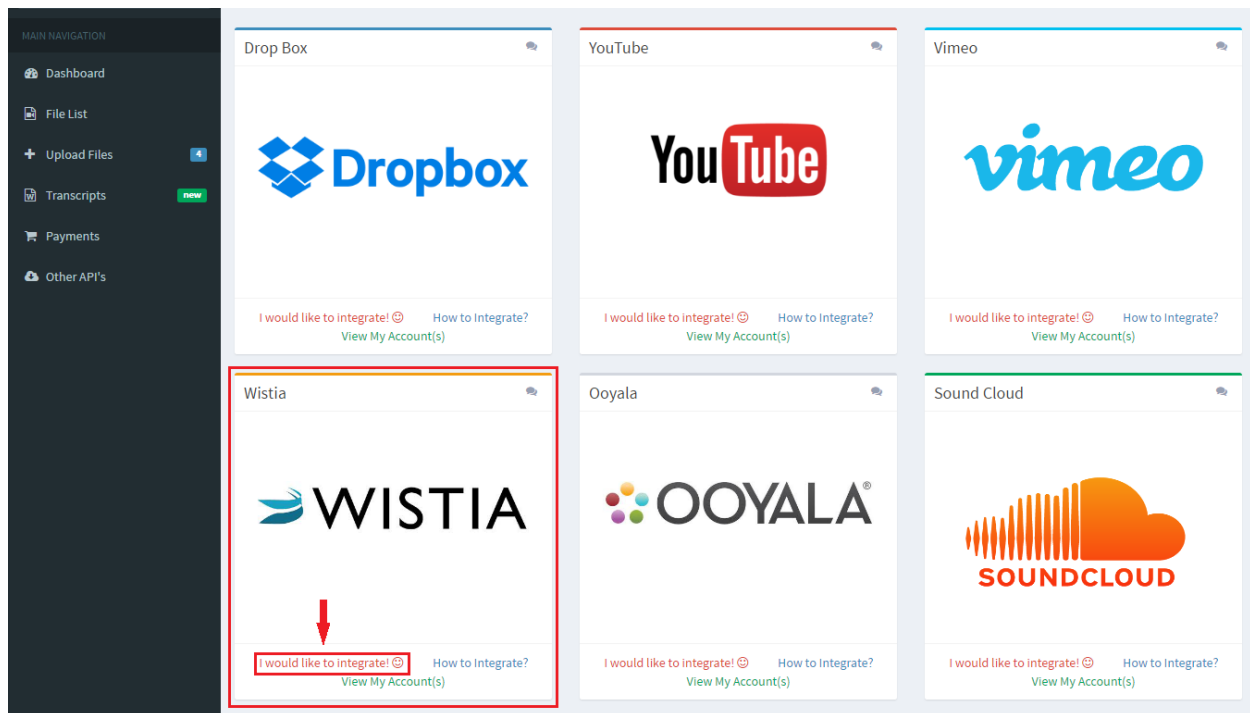 MAIN NAVIGATION
Dashboard
File List
Upload Files 4
Transcripts new
Payments
Other API's
Drop Box
Dropbox
I would like to integrate! How to Integrate?
View My Account(s)
YouTube
YouTube
I would like to integrate! How to Integrate?
View My Account(s)
Vimeo
vimeo
I would like to integrate! How to Integrate?
View My Account(s)
Wistia
WISTIA
I would like to integrate! How to Integrate?
View My Account(s)
Ooyala
OOYALA®
I would like to integrate! How to Integrate?
View My Account(s)
Sound Cloud
SOUNDCLOUD
I would like to integrate! How to Integrate?
View My Account(s)